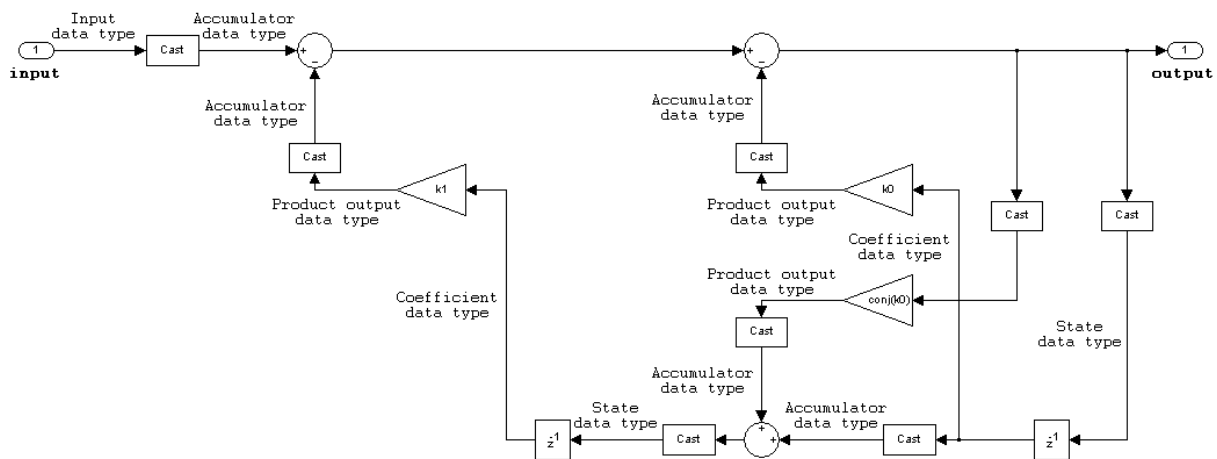 Input
data type
Accumulator
data type
1
input
Cast
+
−
+
−
1
output
Accumulator
data type
Accumulator
data type
Cast
Cast
k1
k0
Product output
data type
Product output
data type
Cast
Cast
Coefficient
data type
Product output
data type
Coefficient
data type
conj(k0)
Cast
State
data type
Accumulator
data type
State
data type
Accumulator
data type
+
+
z-1
Cast
Cast
z-1